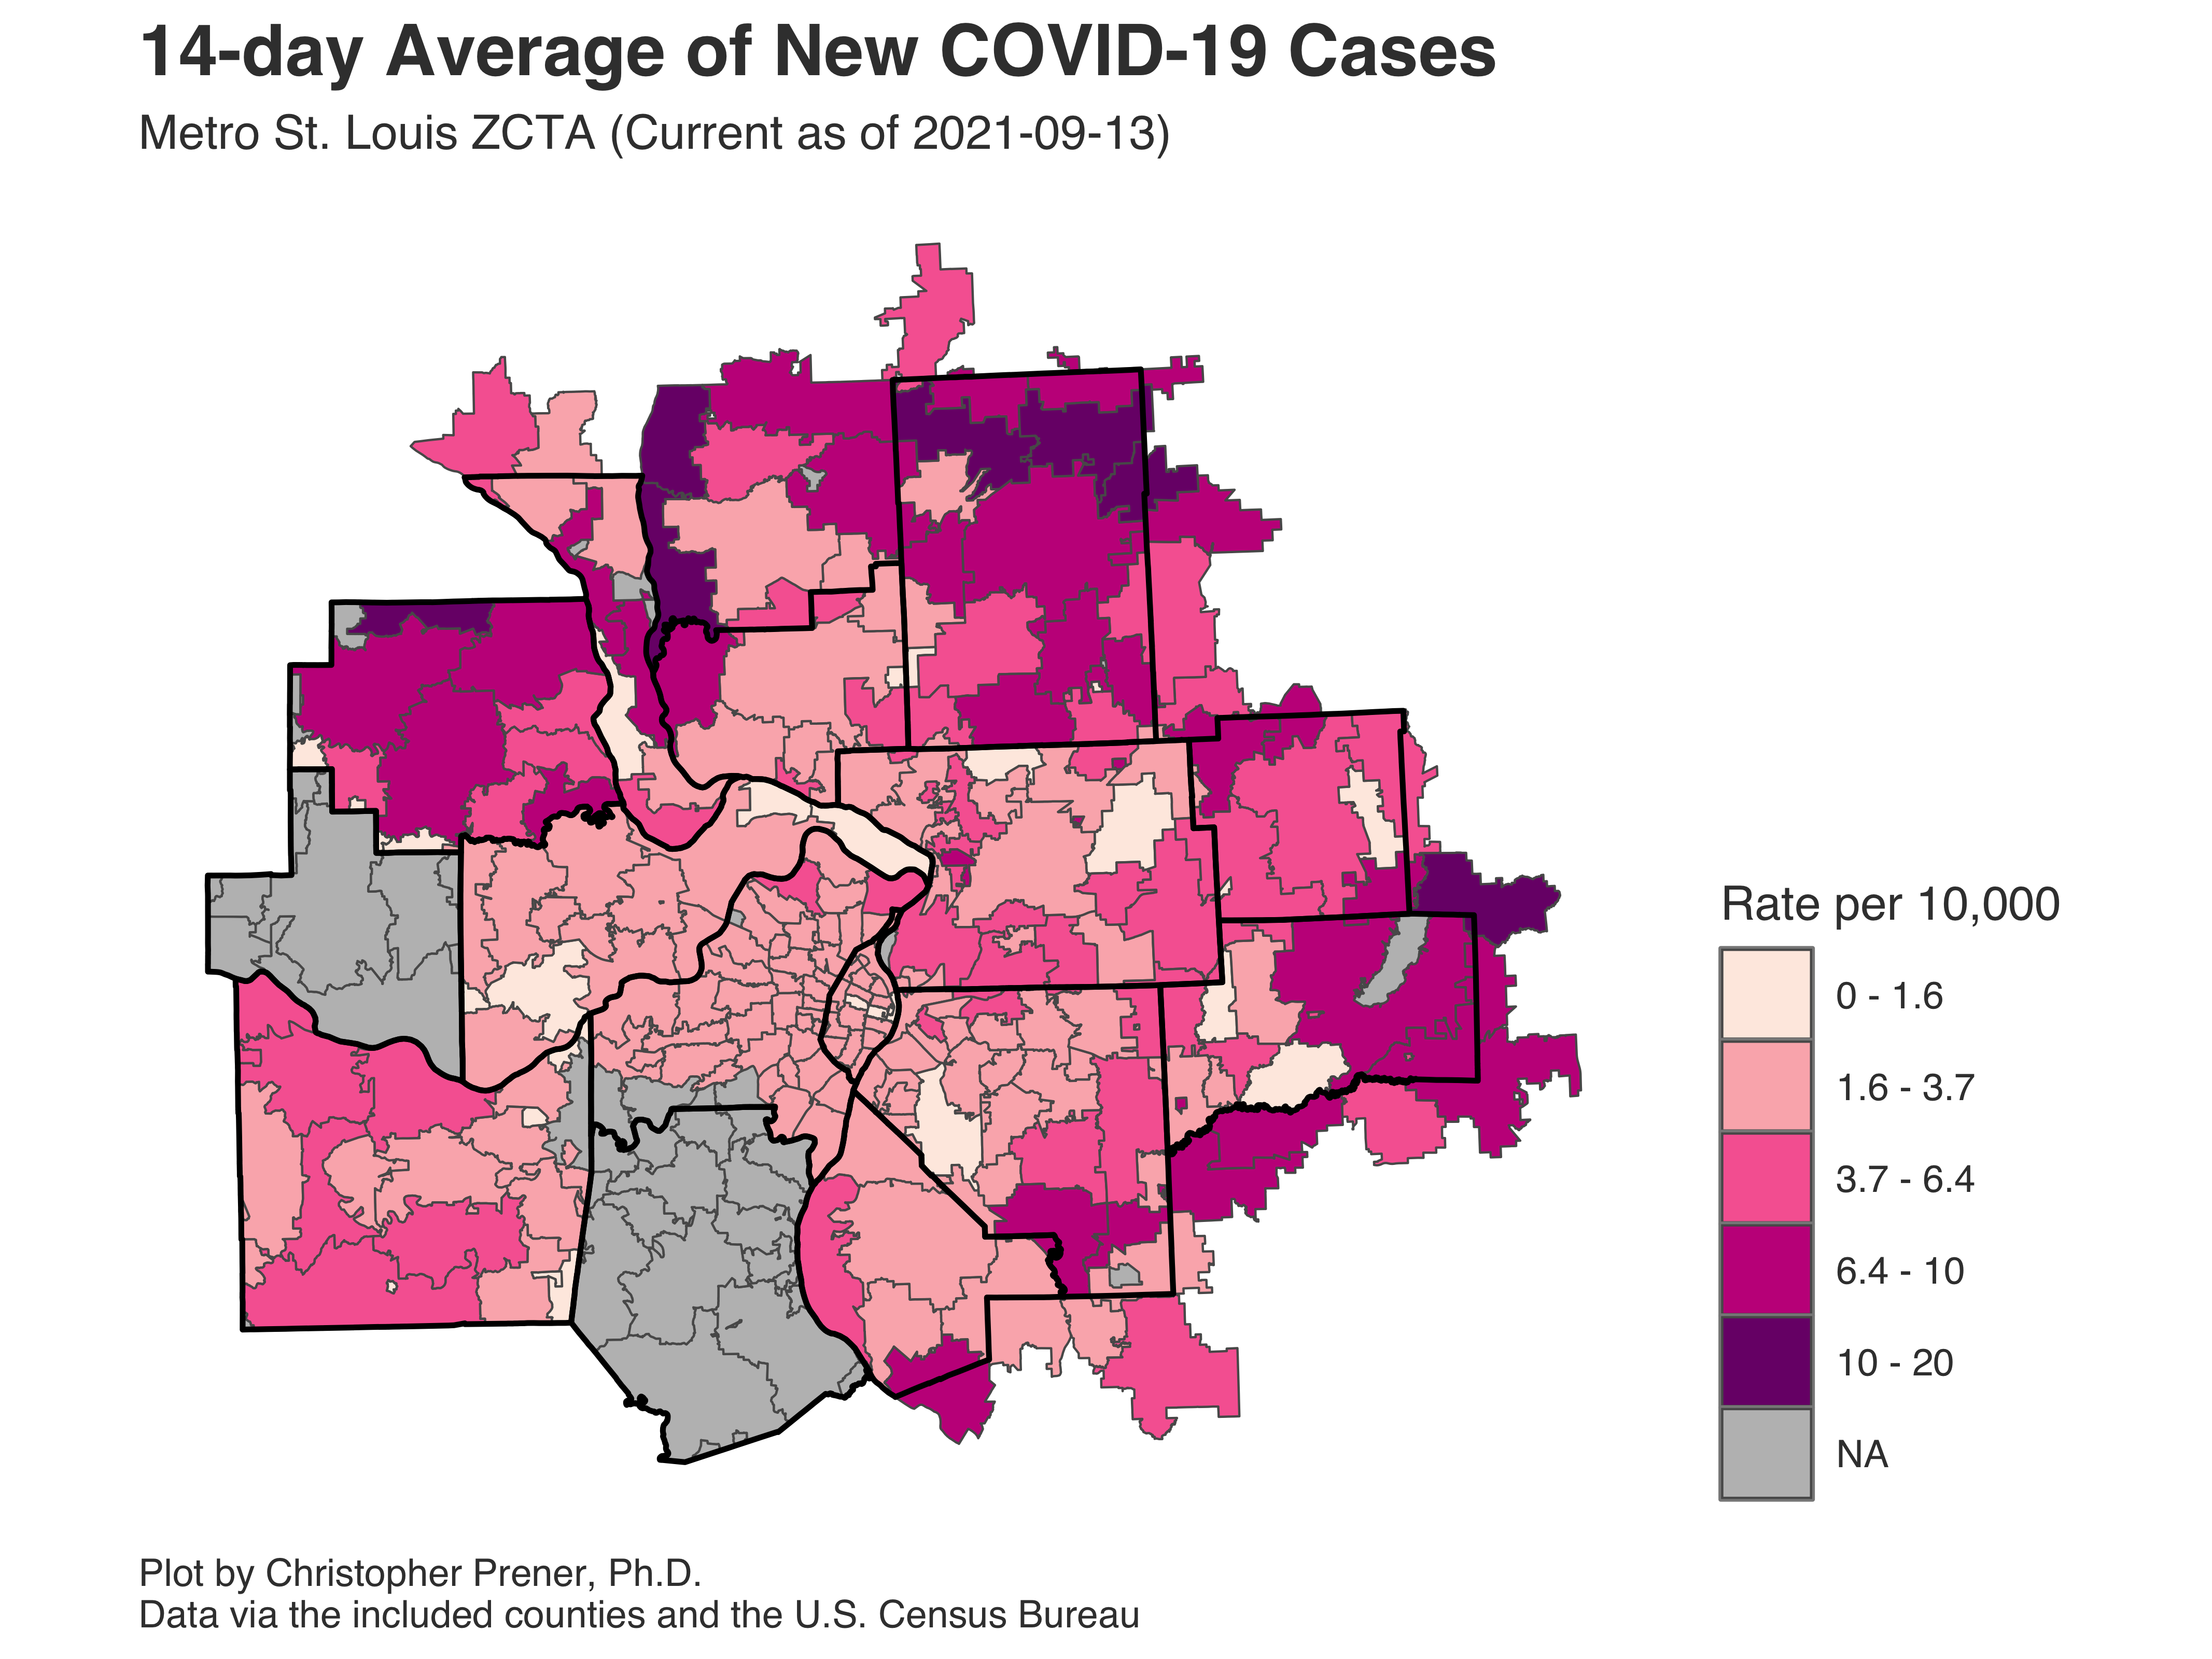 14-day Average of New COVID-19 Cases
Metro St. Louis ZCTA (Current as of 2021-09-13)
Rate per 10,000
0 - 1.6
1.6 - 3.7
3.7 - 6.4
6.4 - 10
10 - 20
NA
Plot by Christopher Prener, Ph.D.
Data via the included counties and the U.S. Census Bureau